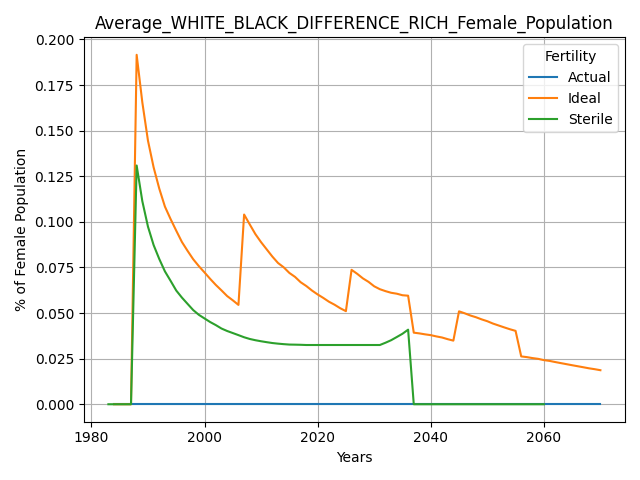 Average_WHITE_BLACK_DIFFERENCE_RICH_Female_Population
0.200
0.175
0.150
0.125
0.100
0.075
0.050
0.025
0.000
% of Female Population
Fertility
Actual
Ideal
Sterile
1980
2000
2020
2040
2060
Years